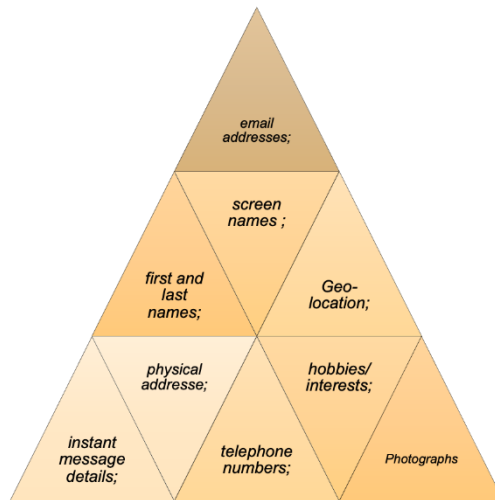 email
addresses;
screen
names ;
first and
last
names;
Geo-
location;
physical
addresse;
hobbies/
interests;
instant
message
details;
telephone
numbers;
Photographs